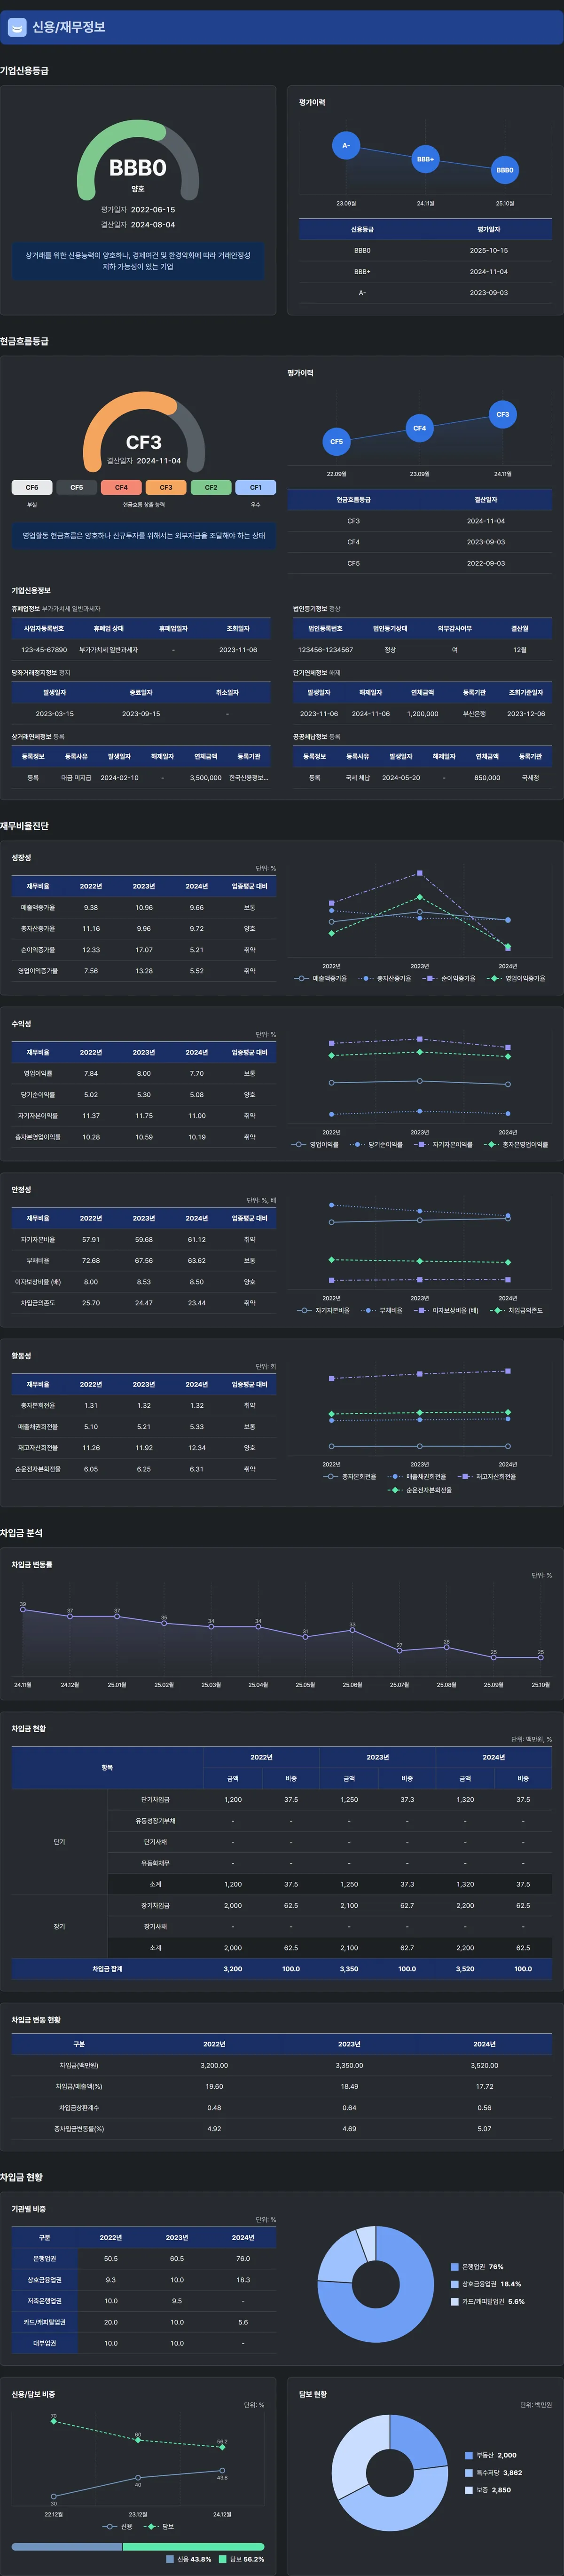 신용/재무정보
기업신용등급
BBB0
양호
평가일자 2022-06-15
결산일자 2024-08-04
상거래를 위한 신용능력이 양호하나, 경제여건 및 환경악화에 따라 거래안정성
저하 가능성이 있는 기업
평가이력
A-
BBB+
BBB0
23.09월 24.11월 25.10월
신용등급 평가일자
BBB0 2025-10-15
BBB+ 2024-11-04
A- 2023-09-03
현금흐름등급
CF3
결산일자 2024-11-04
CF6 CF5 CF4 CF3 CF2 CF1
부실 현금흐름 창출 능력 우수
영업활동 현금흐름은 양호하나 신규투자를 위해서는 외부자금을 조달해야 하는 상태
평가이력
CF5
CF4
CF3
22.09월 23.09월 24.11월
현금흐름등급 결산일자
CF3 2024-11-04
CF4 2023-09-03
CF5 2022-09-03
기업신용정보
휴폐업정보 부가가치세 일반과세자
사업자등록번호 휴폐업 상태 휴폐업일자 조회일자
123-45-67890 부가가치세 일반과세자 - 2023-11-06
법인등기정보 정상
법인등록번호 법인등기상태 외부감사여부 결산월
123456-1234567 정상 여 12월
당좌거래정지정보 정지
발생일자 종료일자 취소일자
2023-03-15 2023-09-15 -
단기연체정보 해제
발생일자 해제일자 연체금액 등록기관 조회기준일자
2023-11-06 2024-11-06 1,200,000 부산은행 2023-12-06
상거래연체정보 등록
등록정보 등록사유 발생일자 해제일자 연체금액 등록기관
등록 대금 미지급 2024-02-10 - 3,500,000 한국신용정보...
공공체납정보 등록
등록정보 등록사유 발생일자 해제일자 연체금액 등록기관
등록 국세 체납 2024-05-20 - 850,000 국세청
재무비율진단
성장성
단위: %
재무비율 2022년 2023년 2024년 업종평균 대비
매출액증가율 9.38 10.96 9.66 보통
총자산증가율 11.16 9.96 9.72 양호
순이익증가율 12.33 17.07 5.21 취약
영업이익증가율 7.56 13.28 5.52 취약
2022년 2023년 2024년
매출액증가율 총자산증가율 순이익증가율 영업이익증가율
수익성
단위: %
재무비율 2022년 2023년 2024년 업종평균 대비
영업이익률 7.84 8.00 7.70 보통
당기순이익률 5.02 5.30 5.08 양호
자기자본이익률 11.37 11.75 11.00 취약
총자본영업이익률 10.28 10.59 10.19 취약
2022년 2023년 2024년
영업이익률 당기순이익률 자기자본이익률 총자본영업이익률
안정성
단위: %, 배
재무비율 2022년 2023년 2024년 업종평균 대비
자기자본비율 57.91 59.68 61.12 취약
부채비율 72.68 67.56 63.62 보통
이자보상비율 (배) 8.00 8.53 8.50 양호
차입금의존도 25.70 24.47 23.44 취약
2022년 2023년 2024년
자기자본비율 부채비율 이자보상비율 (배) 차입금의존도
활동성
단위: 회
재무비율 2022년 2023년 2024년 업종평균 대비
총자본회전율 1.31 1.32 1.32 취약
매출채권회전율 5.10 5.21 5.33 보통
재고자산회전율 11.26 11.92 12.34 양호
순운전자본회전율 6.05 6.25 6.31 취약
2022년 2023년 2024년
총자본회전율 매출채권회전율 재고자산회전율
순운전자본회전율
차입금 분석
차입금 변동률
단위: %
39 37 37 35 34 34 31 33 27 28 25 25
24.11월 24.12월 25.01월 25.02월 25.03월 25.04월 25.05월 25.06월 25.07월 25.08월 25.09월 25.10월
차입금 현황
단위: 백만원, %
항목 2022년 2023년 2024년
금액 비중 금액 비중 금액 비중
단기
단기차입금 1,200 37.5 1,250 37.3 1,320 37.5
유동성장기부채 - - - - - -
단기사채 - - - - - -
유동화채무 - - - - - -
소계 1,200 37.5 1,250 37.3 1,320 37.5
장기
장기차입금 2,000 62.5 2,100 62.7 2,200 62.5
장기사채 - - - - - -
소계 2,000 62.5 2,100 62.7 2,200 62.5
차입금 합계 3,200 100.0 3,350 100.0 3,520 100.0
차입금 변동 현황
구분 2022년 2023년 2024년
차입금(백만원) 3,200.00 3,350.00 3,520.00
차입금/매출액(%) 19.60 18.49 17.72
차입금상환계수 0.48 0.64 0.56
총차입금변동률(%) 4.92 4.69 5.07
차입금 현황
기관별 비중
단위: %
구분 2022년 2023년 2024년
은행업권 50.5 60.5 76.0
상호금융업권 9.3 10.0 18.3
저축은행업권 10.0 9.5 -
카드/캐피탈업권 20.0 10.0 5.6
대부업권 10.0 10.0 -
은행업권 76%
상호금융업권 18.4%
카드/캐피탈업권 5.6%
신용/담보 비중
단위: %
70 60 56.2
30 40 43.8
22.12월 23.12월 24.12월
신용 담보
신용 43.8% 담보 56.2%
담보 현황
단위: 백만원
부동산 2,000
특수저당 3,862
보증 2,850